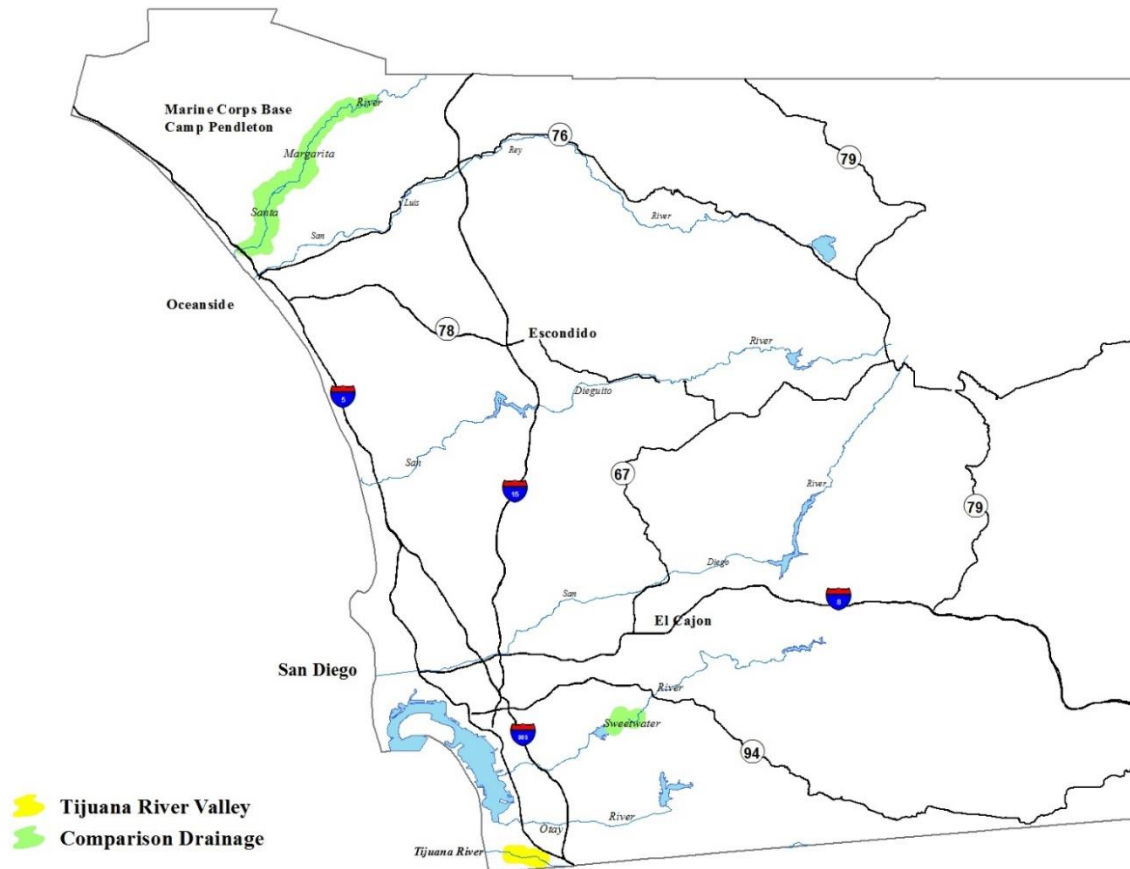 Marine Corps Base
Camp Pendleton
River
Margarita
Santa
76
79
Rey
Luis
River
San
Oceanside
78
Escondido
River
5
Dieguito
San
67
15
River
79
Diego
San
8
El Cajon
San Diego
River
Sweetwater
805
94
Tijuana River Valley
Comparison Drainage
River
Otay
Tijuana River